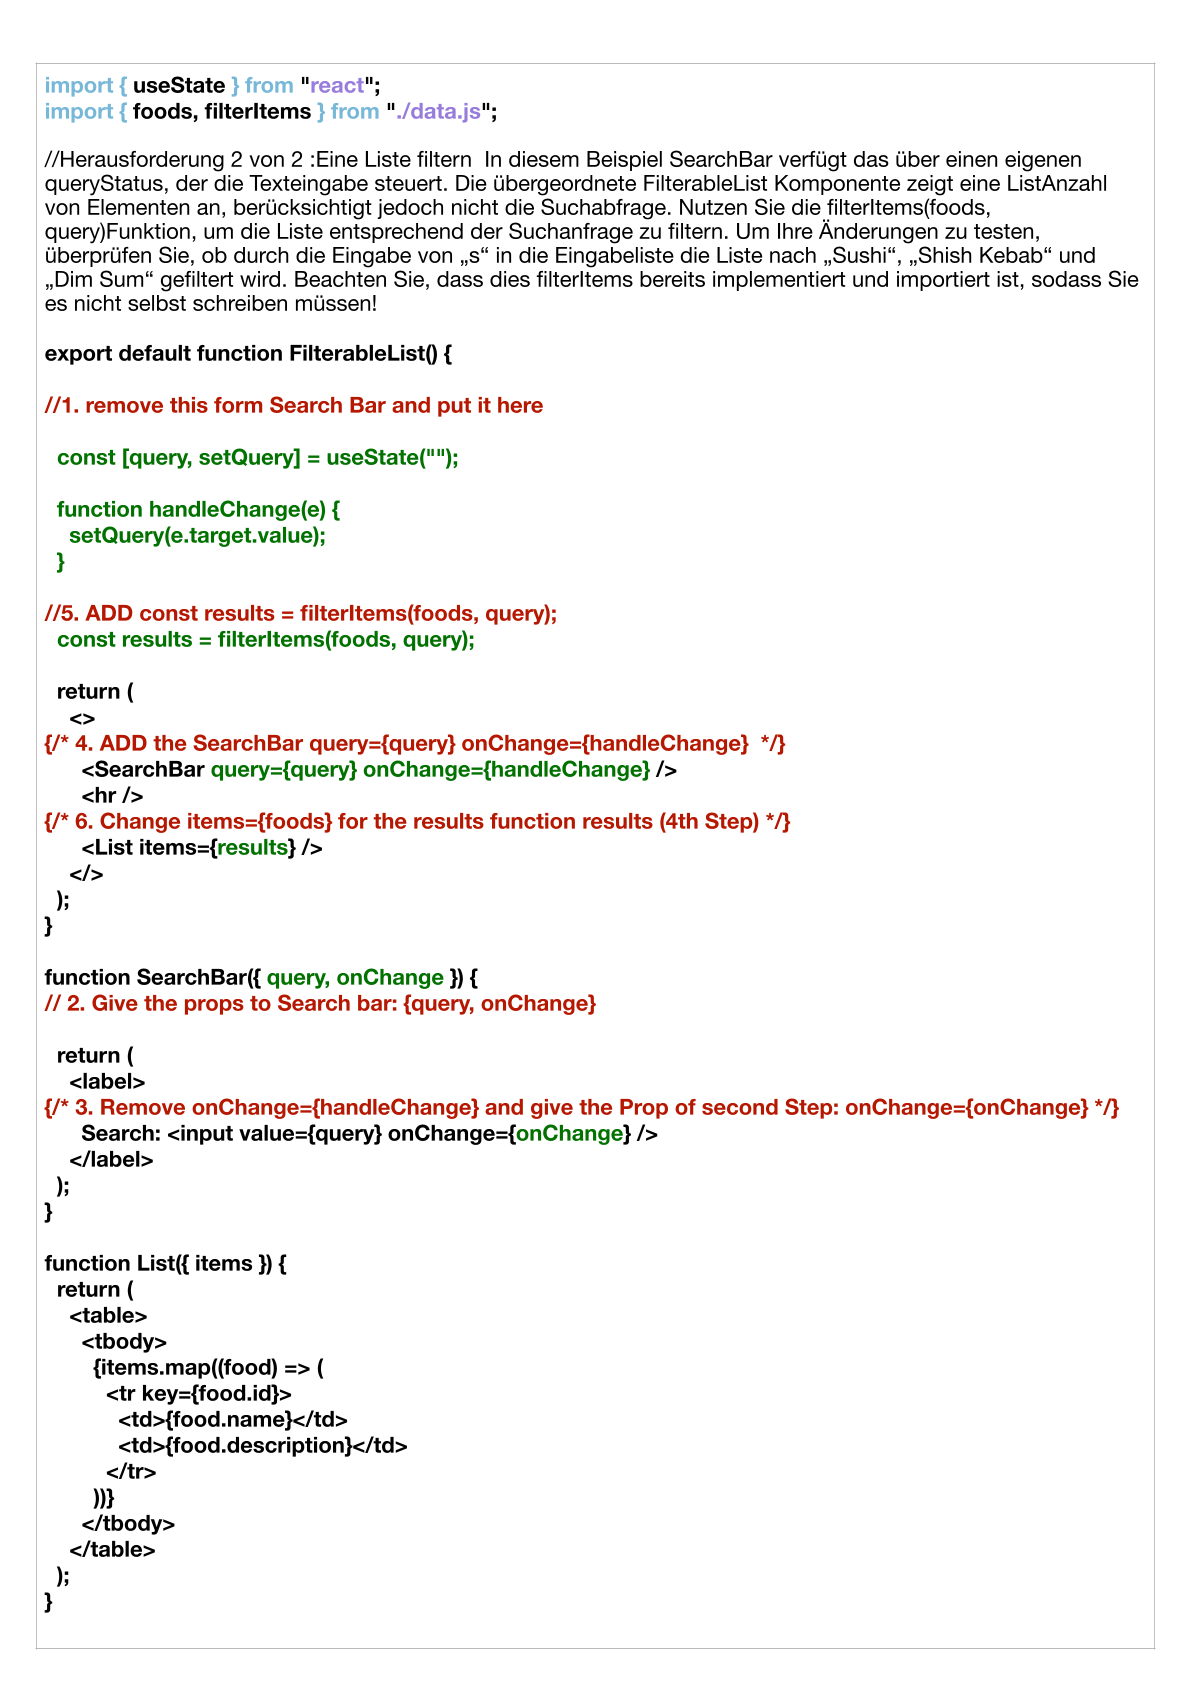 import { useState } from "react";
import { foods, filterItems } from "./data.js";
//Herausforderung 2 von 2 :Eine Liste filtern  In diesem Beispiel SearchBar verfügt das über einen eigenen
queryStatus, der die Texteingabe steuert. Die übergeordnete FilterableList Komponente zeigt eine ListAnzahl
von Elementen an, berücksichtigt jedoch nicht die Suchabfrage. Nutzen Sie die filterItems(foods,
query)Funktion, um die Liste entsprechend der Suchanfrage zu filtern. Um Ihre Änderungen zu testen,
überprüfen Sie, ob durch die Eingabe von „s“ in die Eingabeliste die Liste nach „Sushi“, „Shish Kebab“ und
„Dim Sum“ gefiltert wird. Beachten Sie, dass dies filterItems bereits implementiert und importiert ist, sodass Sie
es nicht selbst schreiben müssen!
export default function FilterableList() {
//1. remove this form Search Bar and put it here
const [query, setQuery] = useState("");
function handleChange(e) {
setQuery(e.target.value);
}
//5. ADD const results = filterItems(foods, query);
const results = filterItems(foods, query);
return (
<>
{/* 4. ADD the SearchBar query={query} onChange={handleChange}  */}
<SearchBar query={query} onChange={handleChange} />
<hr />
{/* 6. Change items={foods} for the results function results (4th Step) */}
<List items={results} />
</>
);
}
function SearchBar({ query, onChange }) {
// 2. Give the props to Search bar: {query, onChange}
return (
<label>
{/* 3. Remove onChange={handleChange} and give the Prop of second Step: onChange={onChange} */}
Search: <input value={query} onChange={onChange} />
</label>
);
}
function List({ items }) {
return (
<table>
<tbody>
{items.map((food) => (
<tr key={food.id}>
<td>{food.name}</td>
<td>{food.description}</td>
</tr>
))}
</tbody>
</table>
);
}